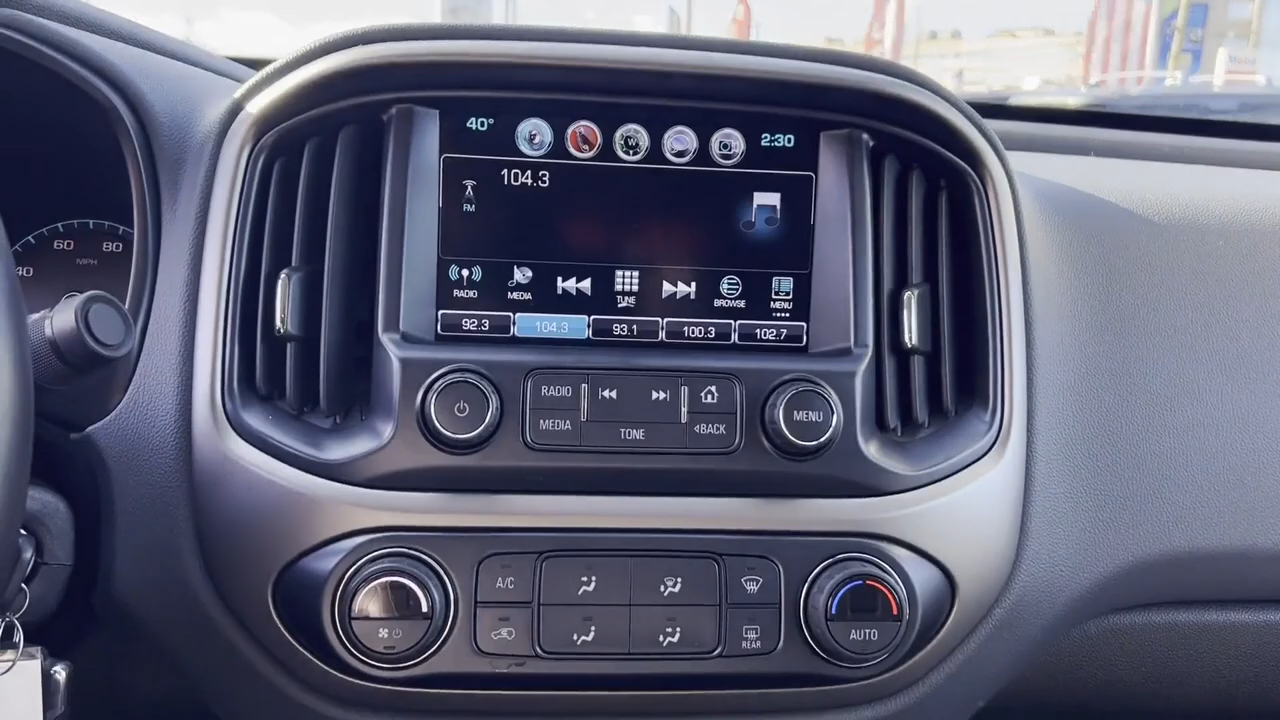 40°
2:30
104.3
FM
60 80
40
MPH
RADIO MEDIA TUNE BROWSE MENU
92.3 104.3 93.1 100.3 102.7
RADIO
MEDIA
TONE
BACK
MENU
A/C
REAR
AUTO